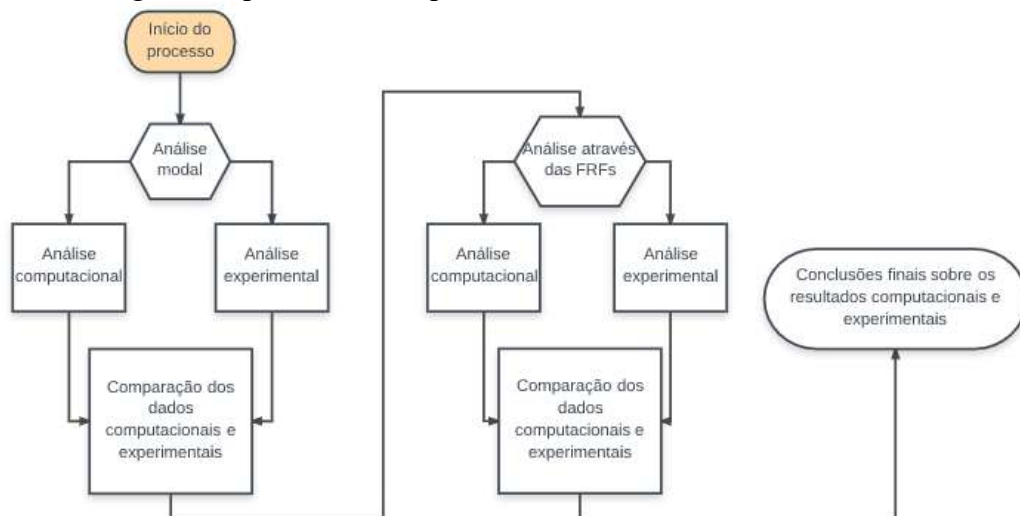 Início do
processo
Análise
modal
Análise
computacional
Análise
experimental
Comparação dos
dados
computacionais e
experimentais
Análise através
das FRFs
Análise
computacional
Análise
experimental
Comparação dos
dados
computacionais e
experimentais
Conclusões finais sobre os
resultados computacionais e
experimentais